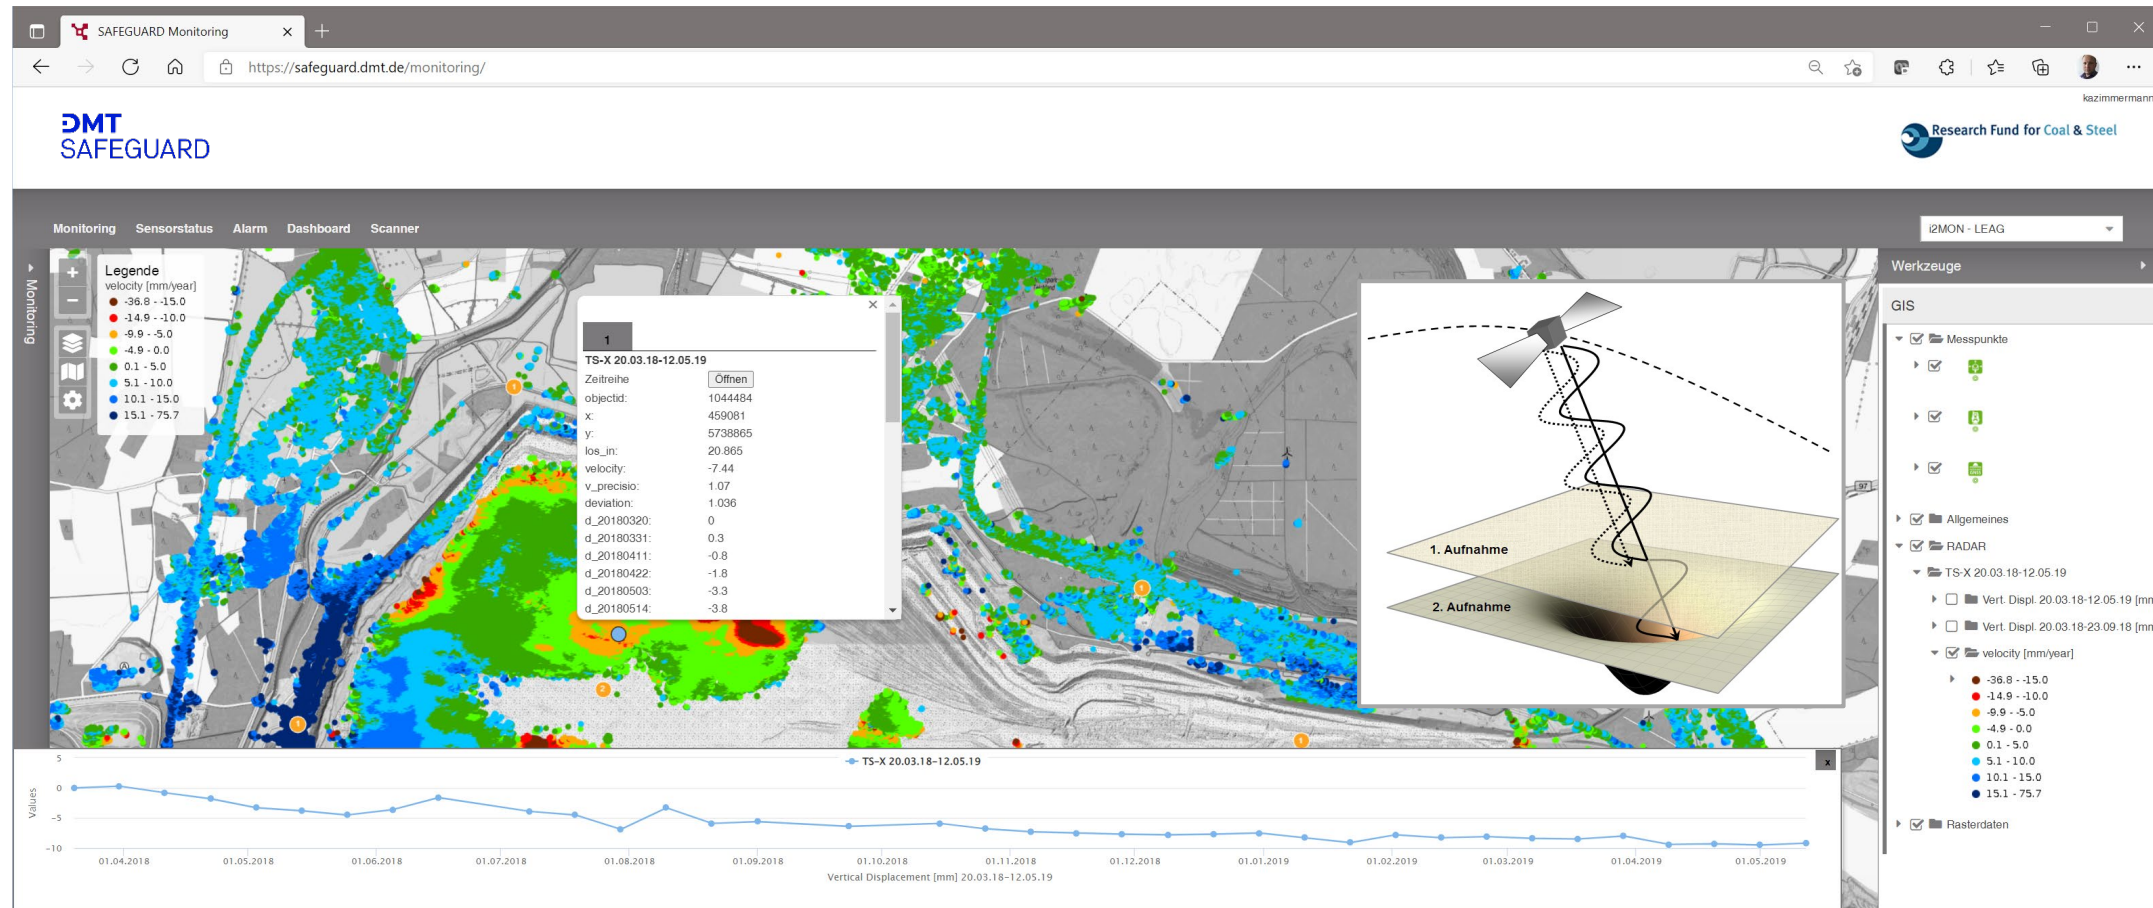 SAFEGUARD Monitoring
https://safeguard.dmt.de/monitoring/
kazimmermann
DMT
SAFEGUARD
Research Fund for Coal & Steel
Monitoring Sensorstatus Alarm Dashboard Scanner
i2MON - LEAG
Monitoring
Legende
velocity [mm/year]
-36.8 - -15.0
-14.9 - -10.0
-9.9 - -5.0
-4.9 - 0.0
0.1 - 5.0
5.1 - 10.0
10.1 - 15.0
15.1 - 75.7
1
TS-X 20.03.18-12.05.19
Zeitreihe Öffnen
objectid: 1044484
x: 459081
y: 5738865
los_in: 20.865
velocity: -7.44
v_precisio: 1.07
deviation: 1.036
d_20180320: 0
d_20180331: 0.3
d_20180411: -0.8
d_20180422: -1.8
d_20180503: -3.3
d_20180514: -3.8
1
1
2
1
1
97
1. Aufnahme
2. Aufnahme
Werkzeuge
GIS
Messpunkte
Allgemeines
RADAR
TS-X 20.03.18-12.05.19
Vert. Displ. 20.03.18-12.05.19 [mm
Vert. Displ. 20.03.18-23.09.18 [mm
velocity [mm/year]
-36.8 - -15.0
-14.9 - -10.0
-9.9 - -5.0
-4.9 - 0.0
0.1 - 5.0
5.1 - 10.0
10.1 - 15.0
15.1 - 75.7
Rasterdaten
TS-X 20.03.18-12.05.19
x
Values
5
0
-5
-10
01.04.2018 01.05.2018 01.06.2018 01.07.2018 01.08.2018 01.09.2018 01.10.2018 01.11.2018 01.12.2018 01.01.2019 01.02.2019 01.03.2019 01.04.2019 01.05.2019
Vertical Displacement [mm] 20.03.18-12.05.19